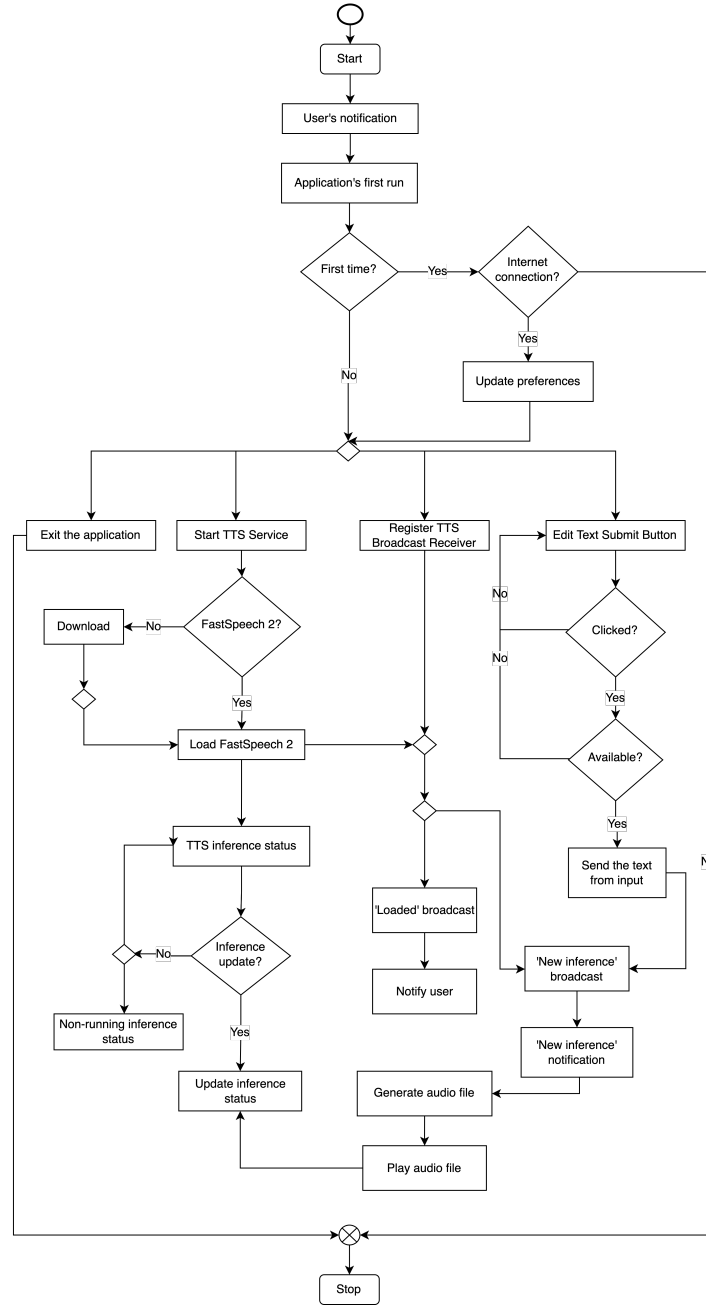 Start
User's notification
Application's first run
First time?
Yes
Internet
connection?
Yes
No
Update preferences
Exit the application
Start TTS Service
Register TTS
Broadcast Receiver
Edit Text Submit Button
No
Download
No
FastSpeech 2?
Clicked?
No
Yes
Yes
Load FastSpeech 2
Available?
Yes
TTS inference status
Send the text
from input
'Loaded' broadcast
No
Inference
update?
'New inference'
broadcast
Notify user
Non-running inference
status
Yes
'New inference'
notification
Update inference
status
Generate audio file
Play audio file
Stop